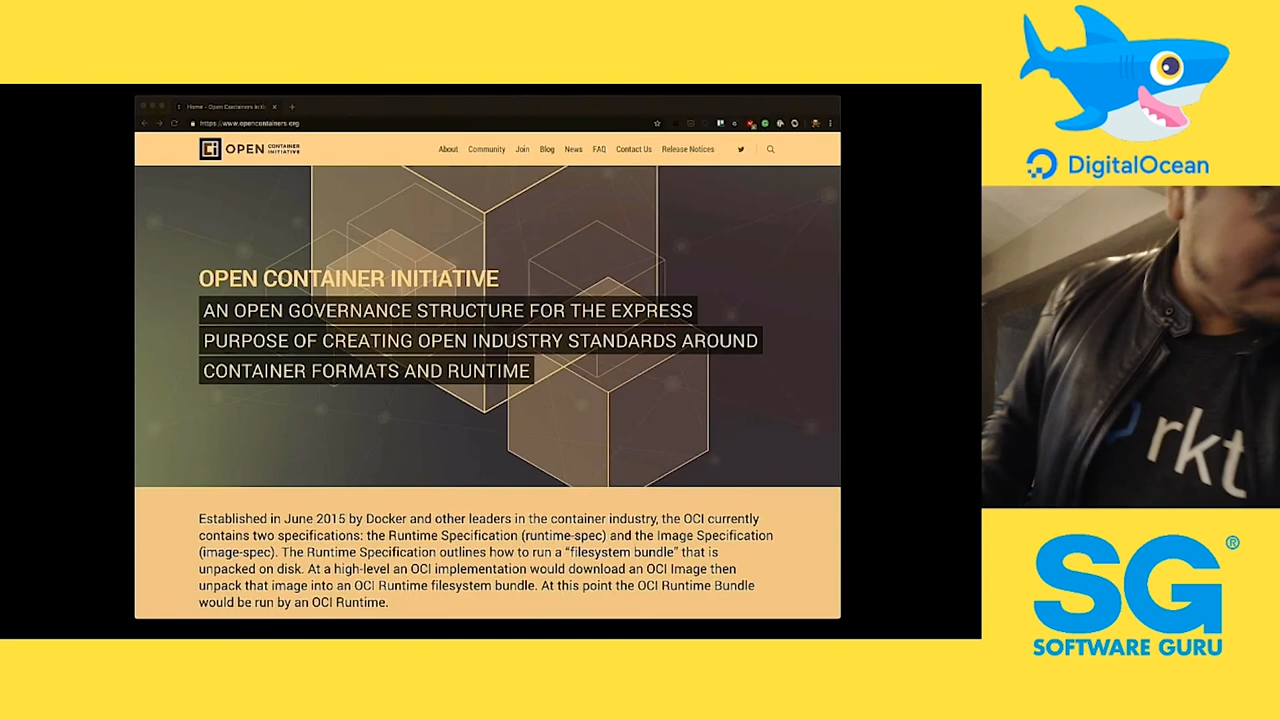 Home - Open Containers In
https://www.opencontainers.org
Ci OPEN CONTAINER INITIATIVE
About Community Join Blog News FAQ Contact Us Release Notices
OPEN CONTAINER INITIATIVE
AN OPEN GOVERNANCE STRUCTURE FOR THE EXPRESS
PURPOSE OF CREATING OPEN INDUSTRY STANDARDS AROUND
CONTAINER FORMATS AND RUNTIME
Established in June 2015 by Docker and other leaders in the container industry, the OCI currently
contains two specifications: the Runtime Specification (runtime-spec) and the Image Specification
(image-spec). The Runtime Specification outlines how to run a “filesystem bundle” that is
unpacked on disk. At a high-level an OCI implementation would download an OCI Image then
unpack that image into an OCI Runtime filesystem bundle. At this point the OCI Runtime Bundle
would be run by an OCI Runtime.
DigitalOcean
rkt
SG®
SOFTWARE GURU